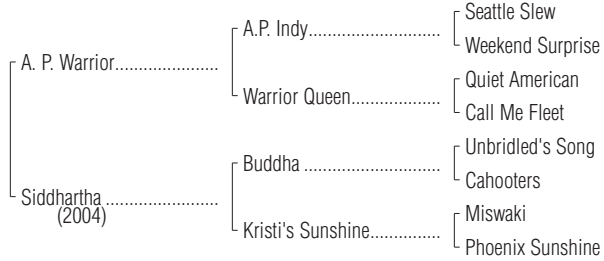 Seattle Slew
A.P. Indy..............................
Weekend Surprise
A. P. Warrior.......................
Quiet American
Warrior Queen....................
Call Me Fleet
Unbridled's Song
Buddha ..............................
Cahooters
Siddhartha .........................
(2004)
Miswaki
Kristi's Sunshine...............
Phoenix Sunshine